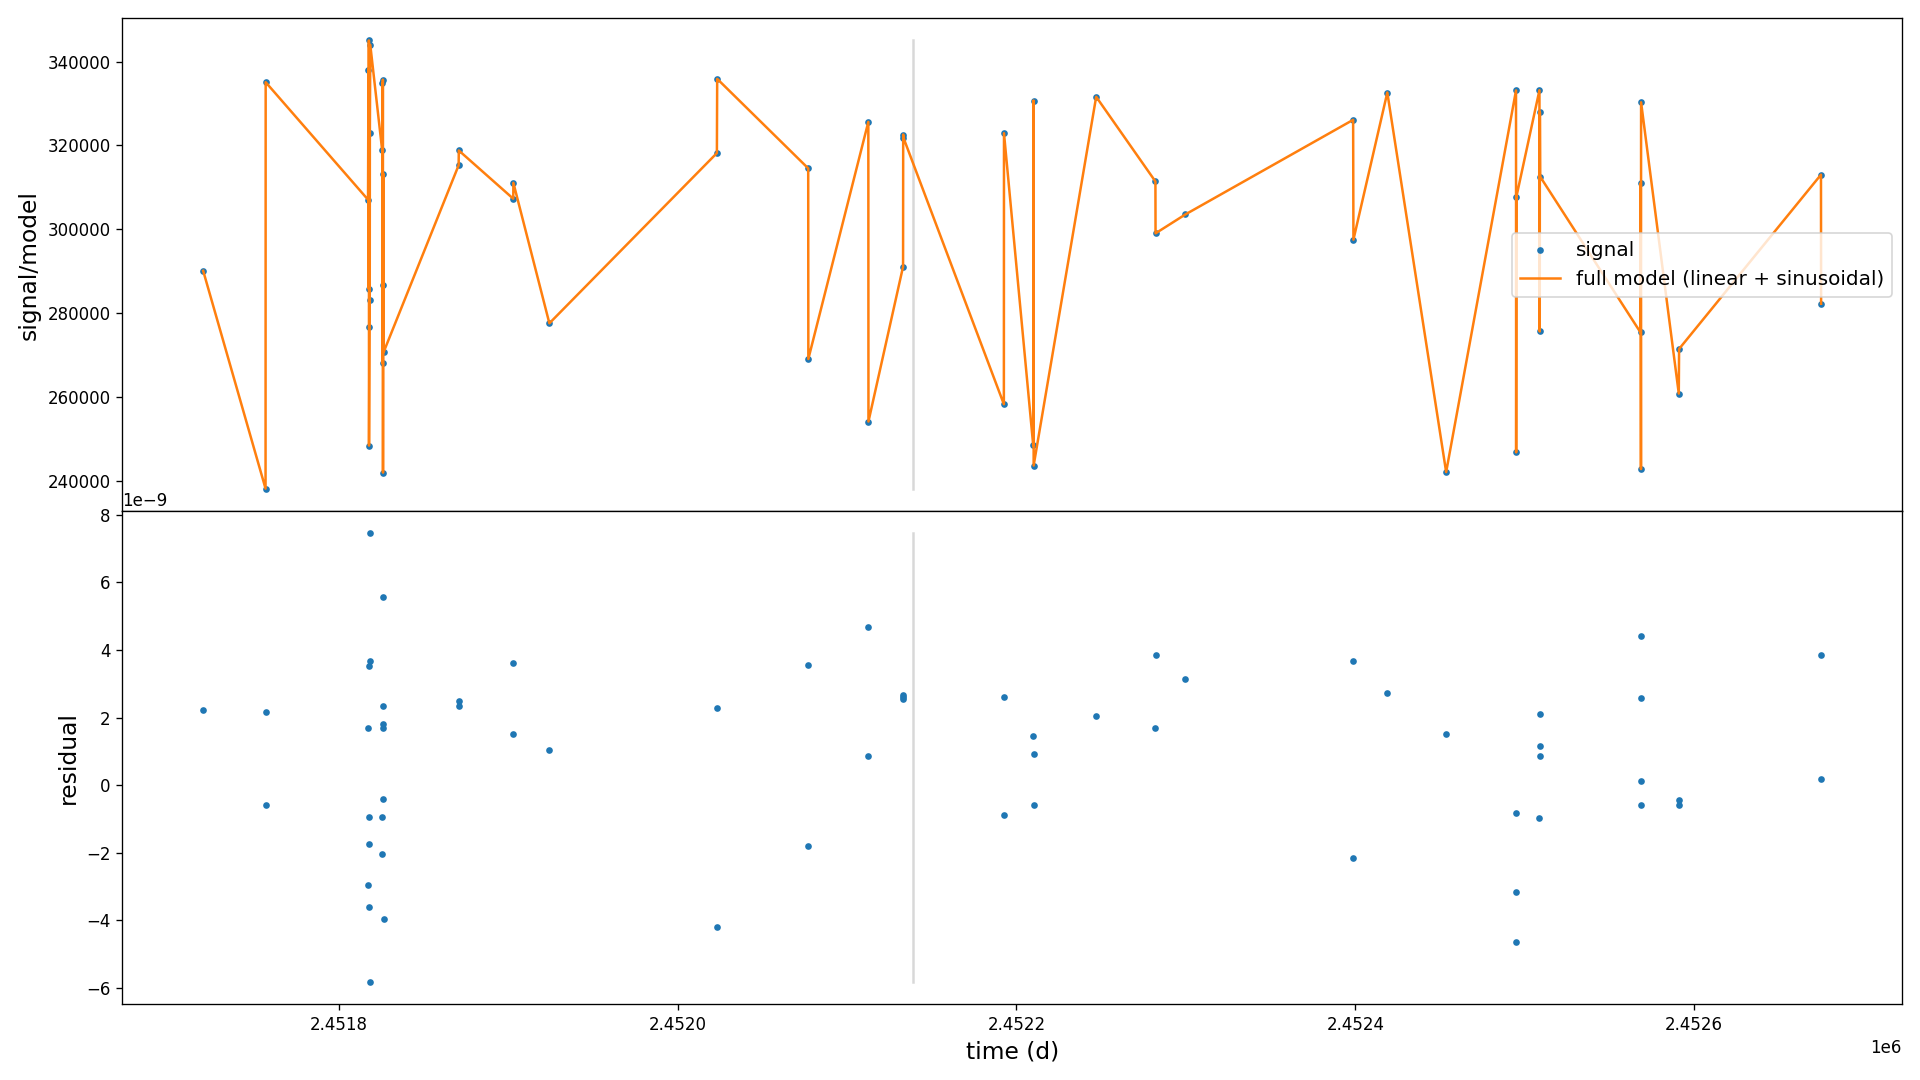 signal/model
340000
320000
300000
280000
260000
240000
signal
full model (linear + sinusoidal)
1e−9
residual
8
6
4
2
0
−2
−4
−6
2.4518
2.4520
2.4522
2.4524
2.4526
time (d)
1e6